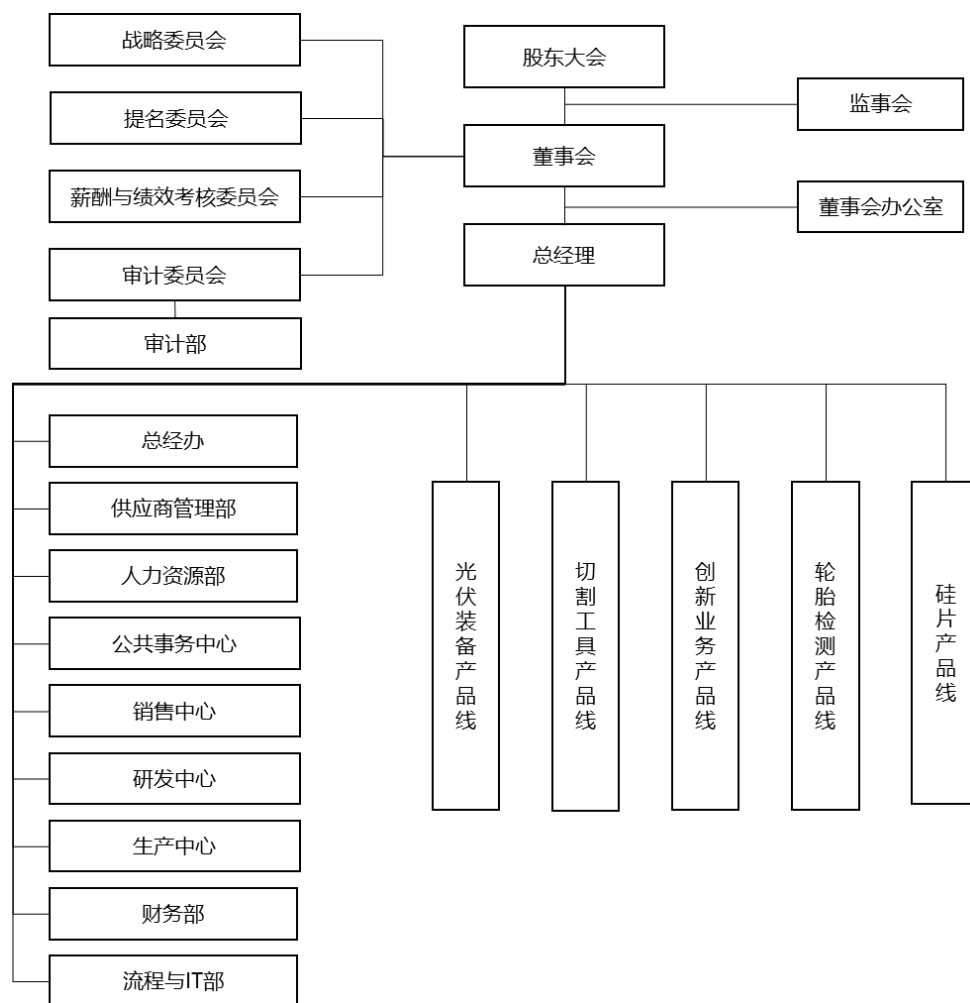 战略委员会
股东大会
提名委员会
监事会
董事会
薪酬与绩效考核委员会
董事会办公室
总经理
审计委员会
审计部
总经办
供应商管理部
人力资源部
公共事务中心
销售中心
研发中心
生产中心
财务部
流程与IT部
光伏装备产品线
切割工具产品线
创新业务产品线
轮胎检测产品线
硅片产品线